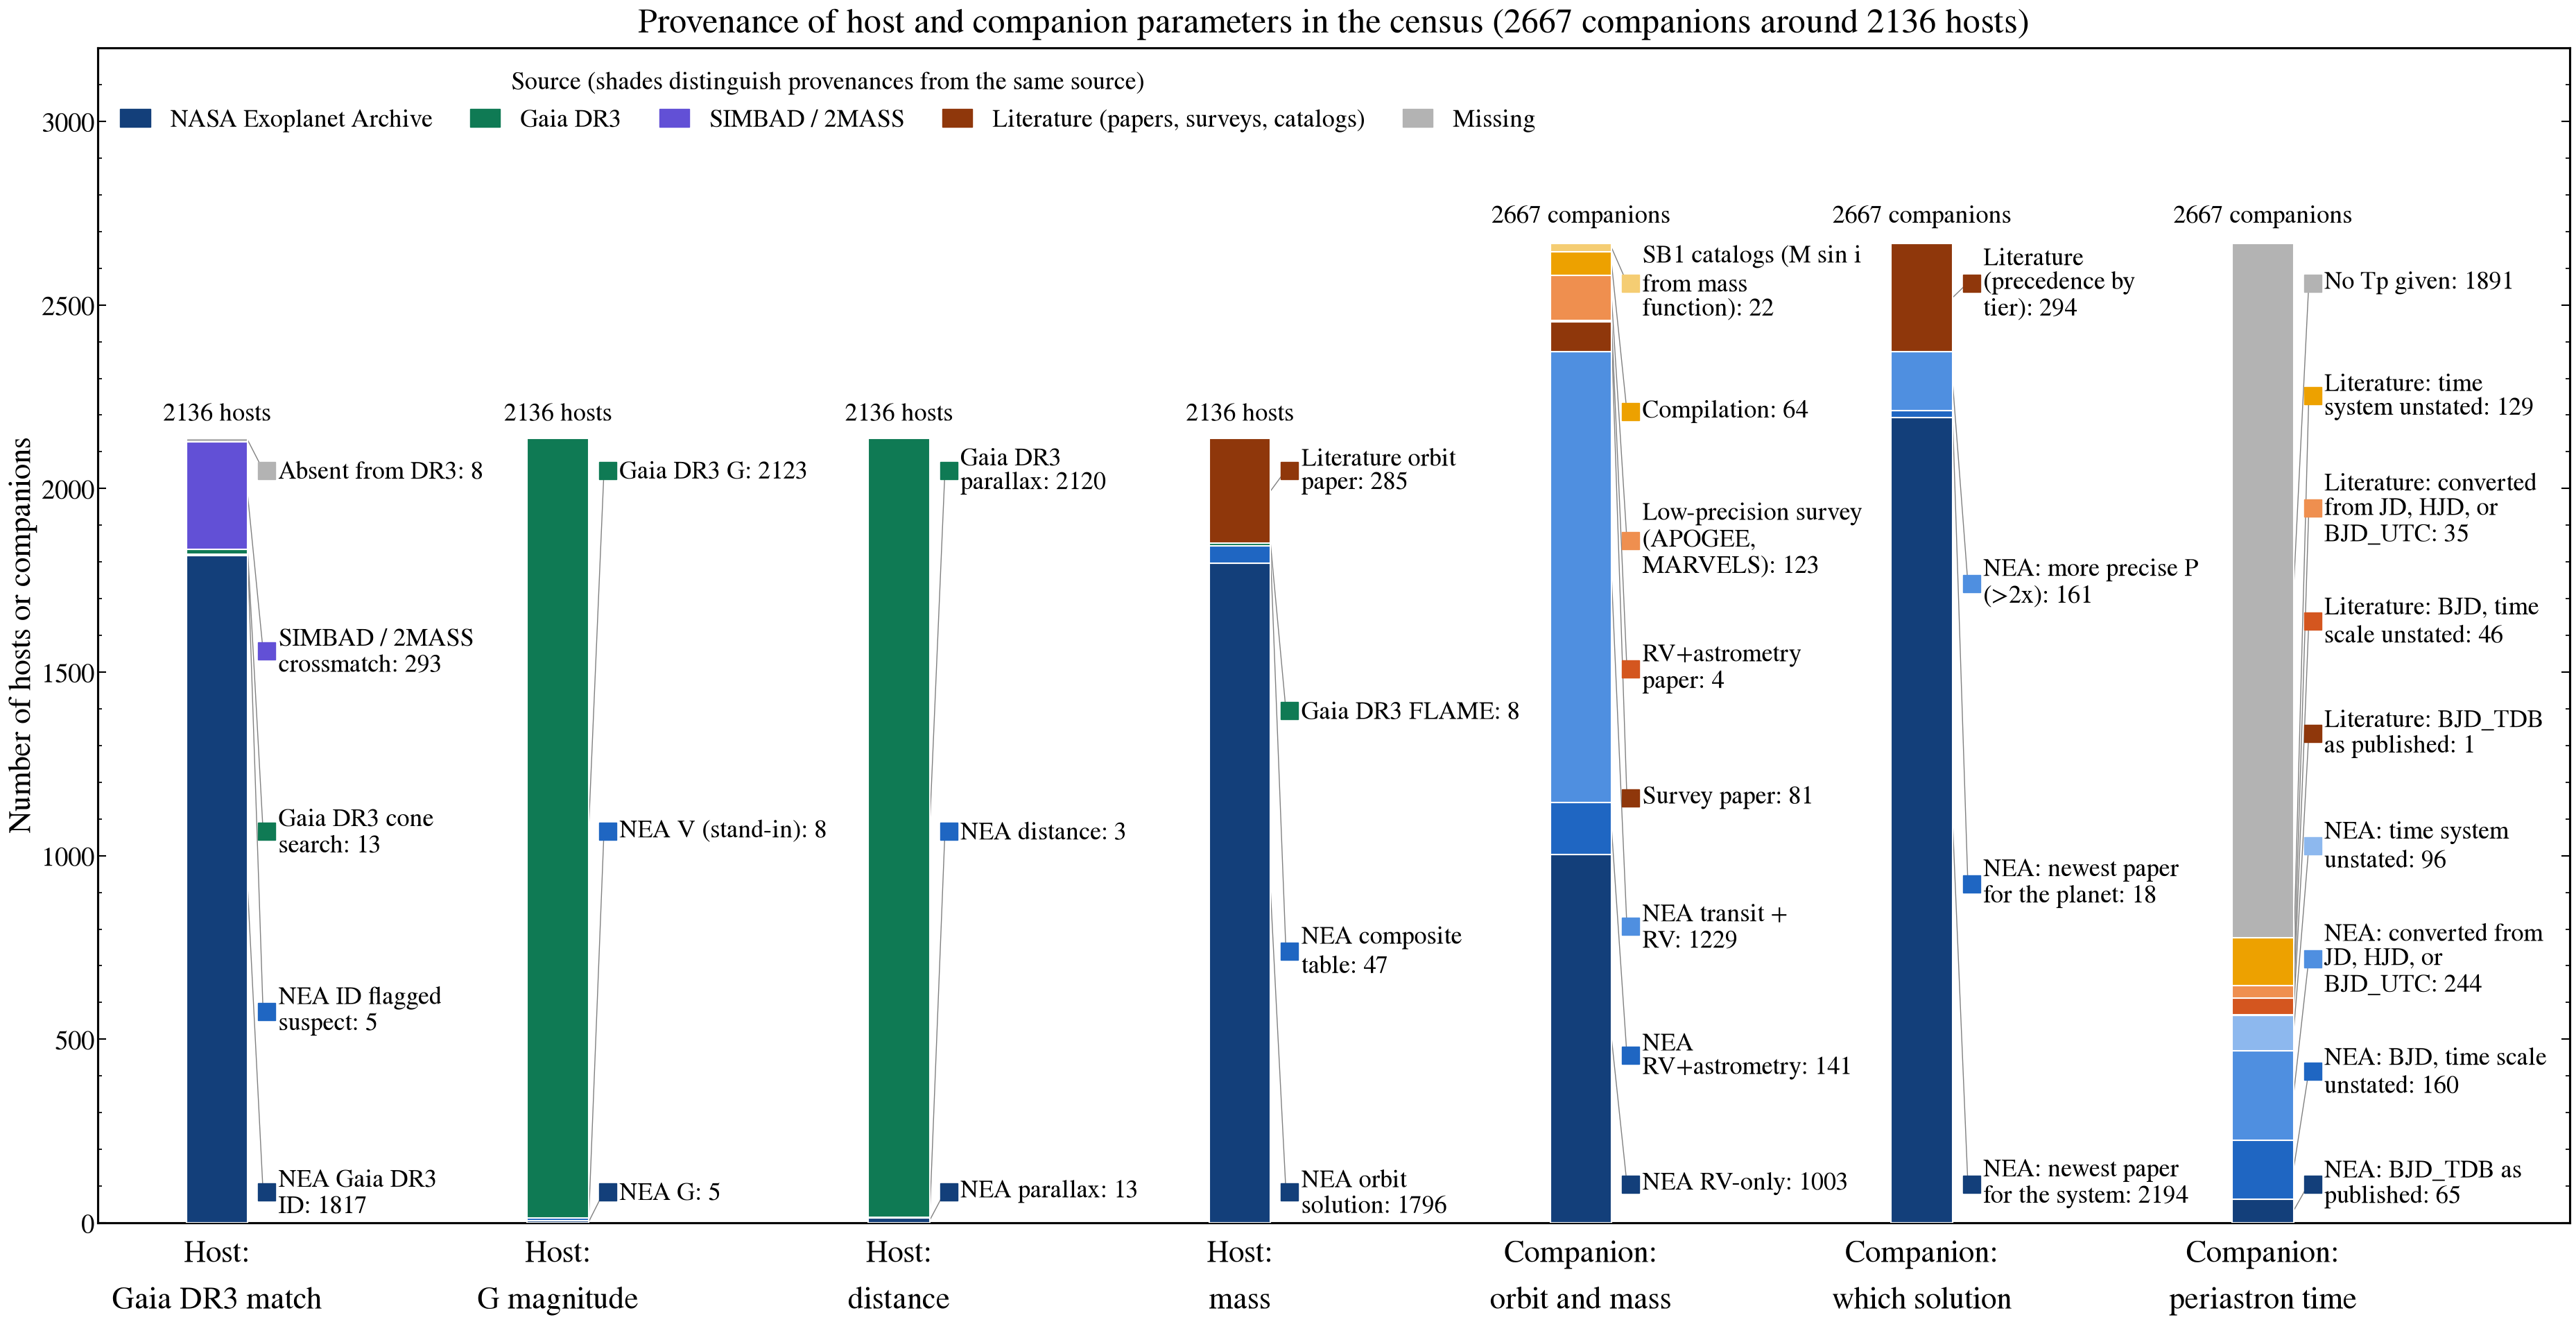 Provenance of host and companion parameters in the census (2667 companions around 2136 hosts)
Source (shades distinguish provenances from the same source)
NASA Exoplanet Archive
Gaia DR3
SIMBAD / 2MASS
Literature (papers, surveys, catalogs)
Missing
Number of hosts or companions
3000
2500
2000
1500
1000
500
0
2136 hosts
Absent from DR3: 8
SIMBAD / 2MASS
crossmatch: 293
Gaia DR3 cone
search: 13
NEA ID flagged
suspect: 5
NEA Gaia DR3
ID: 1817
Host:
Gaia DR3 match
2136 hosts
Gaia DR3 G: 2123
NEA V (stand-in): 8
NEA G: 5
Host:
G magnitude
2136 hosts
Gaia DR3
parallax: 2120
NEA distance: 3
NEA parallax: 13
Host:
distance
2136 hosts
Literature orbit
paper: 285
Gaia DR3 FLAME: 8
NEA composite
table: 47
NEA orbit
solution: 1796
Host:
mass
2667 companions
SB1 catalogs (M sin i
from mass
function): 22
Compilation: 64
Low-precision survey
(APOGEE,
MARVELS): 123
RV+astrometry
paper: 4
Survey paper: 81
NEA transit +
RV: 1229
NEA
RV+astrometry: 141
NEA RV-only: 1003
Companion:
orbit and mass
2667 companions
Literature
(precedence by
tier): 294
NEA: more precise P
(>2x): 161
NEA: newest paper
for the planet: 18
NEA: newest paper
for the system: 2194
Companion:
which solution
2667 companions
No Tp given: 1891
Literature: time
system unstated: 129
Literature: converted
from JD, HJD, or
BJD_UTC: 35
Literature: BJD, time
scale unstated: 46
Literature: BJD_TDB
as published: 1
NEA: time system
unstated: 96
NEA: converted from
JD, HJD, or
BJD_UTC: 244
NEA: BJD, time scale
unstated: 160
NEA: BJD_TDB as
published: 65
Companion:
periastron time